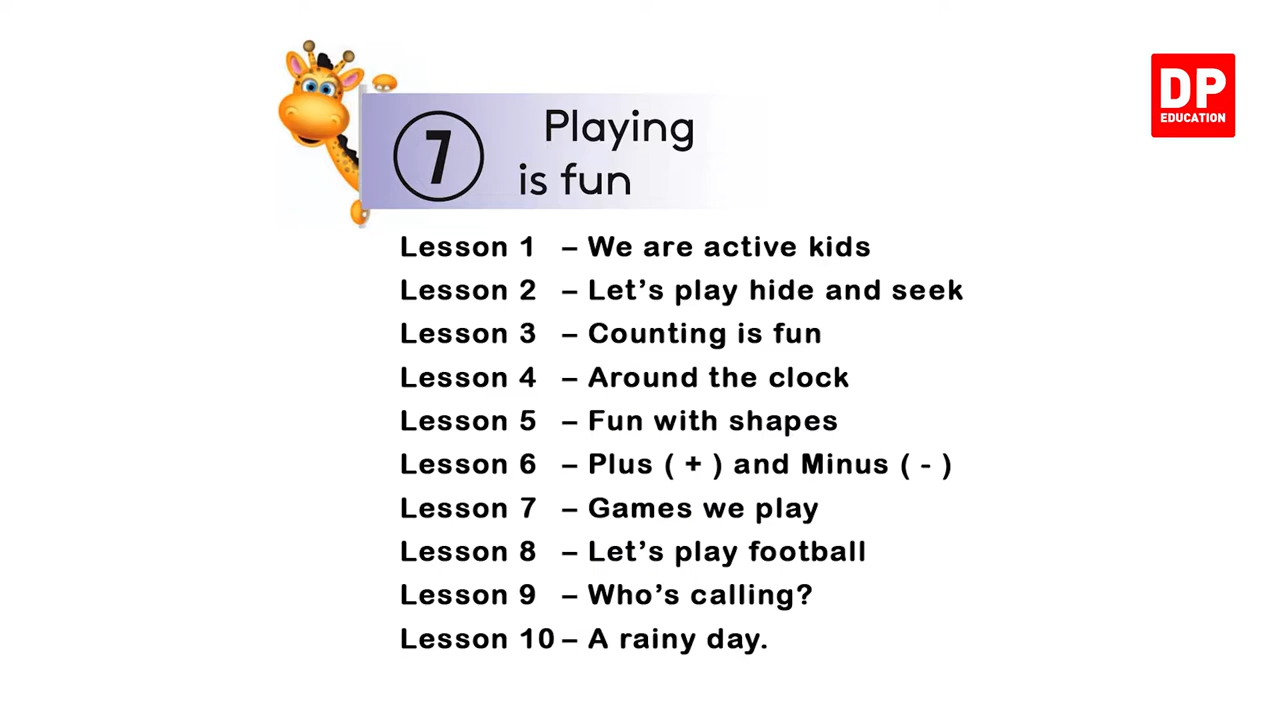 7
Playing
is fun
DP
EDUCATION
Lesson 1 – We are active kids
Lesson 2 – Let’s play hide and seek
Lesson 3 – Counting is fun
Lesson 4 – Around the clock
Lesson 5 – Fun with shapes
Lesson 6 – Plus ( + ) and Minus ( - )
Lesson 7 – Games we play
Lesson 8 – Let’s play football
Lesson 9 – Who’s calling?
Lesson 10 – A rainy day.